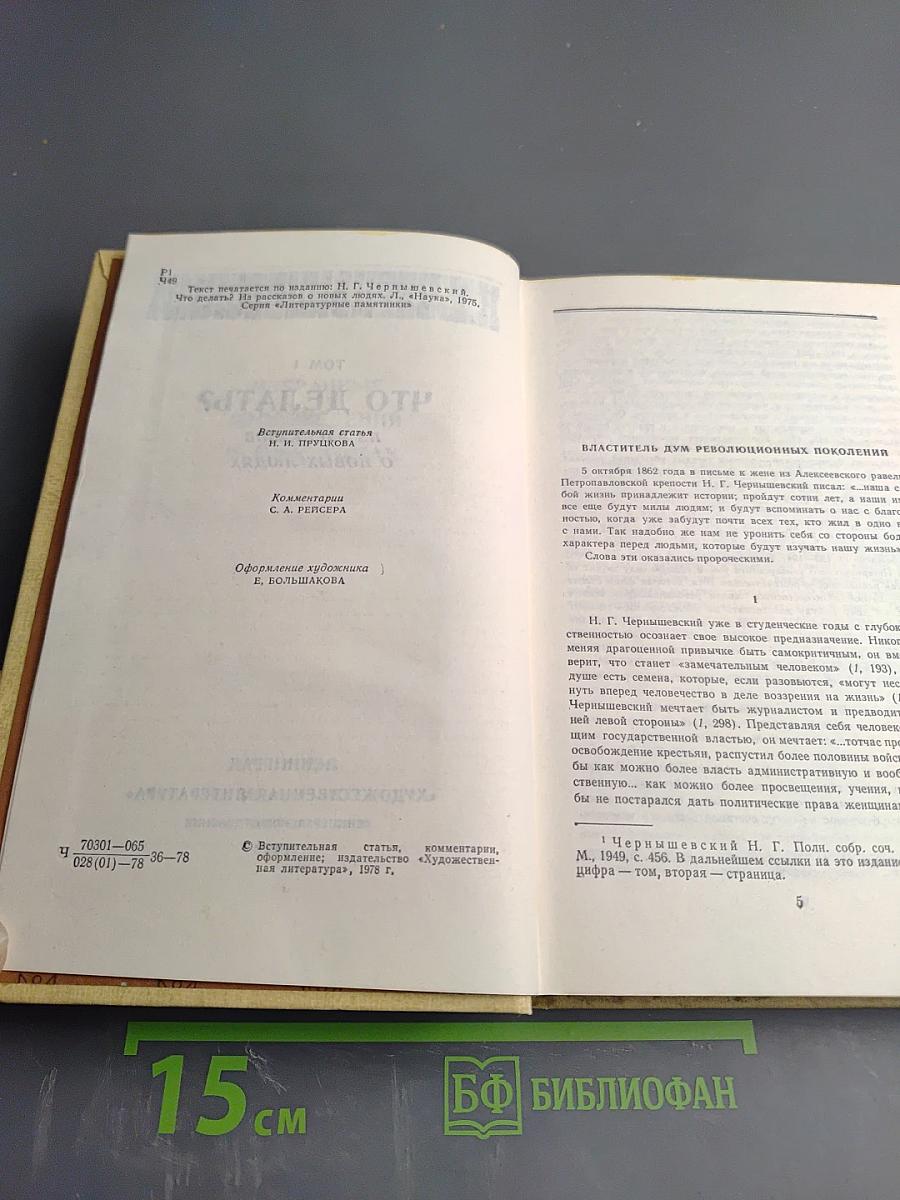 Р1
Ч49
Текст печатается по изданию: Н. Г. Чернышевский.
Что делать? Из рассказов о новых людях. Л., «Наука», 1975.
Серия «Литературные памятники»
ТОМ 1
ЧТО ДЕЛАТЬ?
О НОВЫХ ЛЮДЯХ
Вступительная статья
Н. И. ПРУЦКОВА
Комментарии
С. А. РЕЙСЕРА
Оформление художника
Е. БОЛЬШАКОВА
ЛЕНИНГРАД
«ХУДОЖЕСТВЕННАЯ ЛИТЕРАТУРА»
Ч 70301—065
028(01)—78 36—78
© Вступительная статья, комментарии,
оформление; издательство «Художествен-
ная литература», 1978 г.
ВЛАСТИТЕЛЬ ДУМ РЕВОЛЮЦИОННЫХ ПОКОЛЕНИЙ
5 октября 1862 года в письме к жене из Алексеевского равел
Петропавловской крепости Н. Г. Чернышевский писал: «...наша с
бой жизнь принадлежит истории; пройдут сотни лет, а наши и
все еще будут милы людям; и будут вспоминать о нас с благо
ностью, когда уже забудут почти всех тех, кто жил в одно
с нами. Так надобно же нам не уронить себя со стороны бод
характера перед людьми, которые будут изучать нашу жизнь»
Слова эти оказались пророческими.
1
Н. Г. Чернышевский уже в студенческие годы с глубок
ственностью осознает свое высокое предназначение. Никог
меняя драгоценной привычке быть самокритичным, он вм
верит, что станет «замечательным человеком» (1, 193),
душе есть семена, которые, если разовьются, «могут нес
нуть вперед человечество в деле воззрения на жизнь» (1
Чернышевский мечтает быть журналистом и предводит
ней левой стороны» (1, 298). Представляя себя человек
щим государственной властью, он мечтает: «...тотчас про
освобождение крестьян, распустил более половины войс
бы как можно более власть административную и вооб
ственную... как можно более просвещения, учения,
бы не постарался дать политические права женщина
1 Чернышевский Н. Г. Полн. собр. соч.
М., 1949, с. 456. В дальнейшем ссылки на это издание
цифра — том, вторая — страница.
5
15 см
БФ БИБЛИОФАН